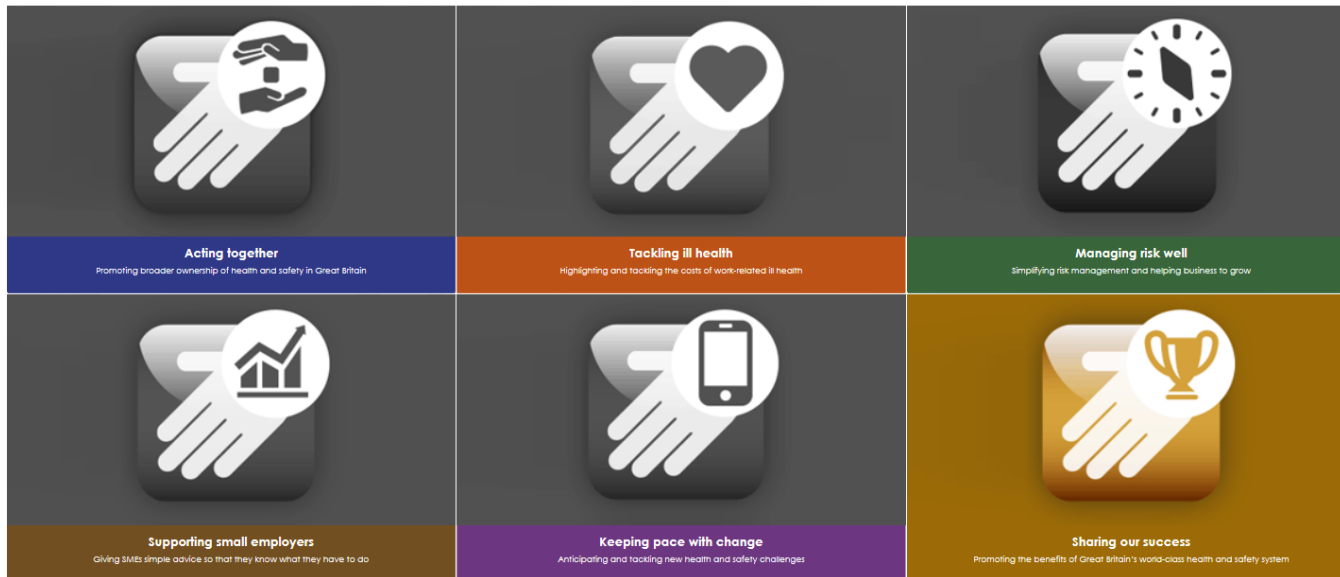 Acting together
Promoting broader ownership of health and safety in Great Britain
Tackling ill health
Highlighting and tackling the costs of work-related ill health
Managing risk well
Simplifying risk management and helping business to grow
Supporting small employers
Giving SMEs simple advice so that they know what they have to do
Keeping pace with change
Anticipating and tackling new health and safety challenges
Sharing our success
Promoting the benefits of Great Britain's world-class health and safety system